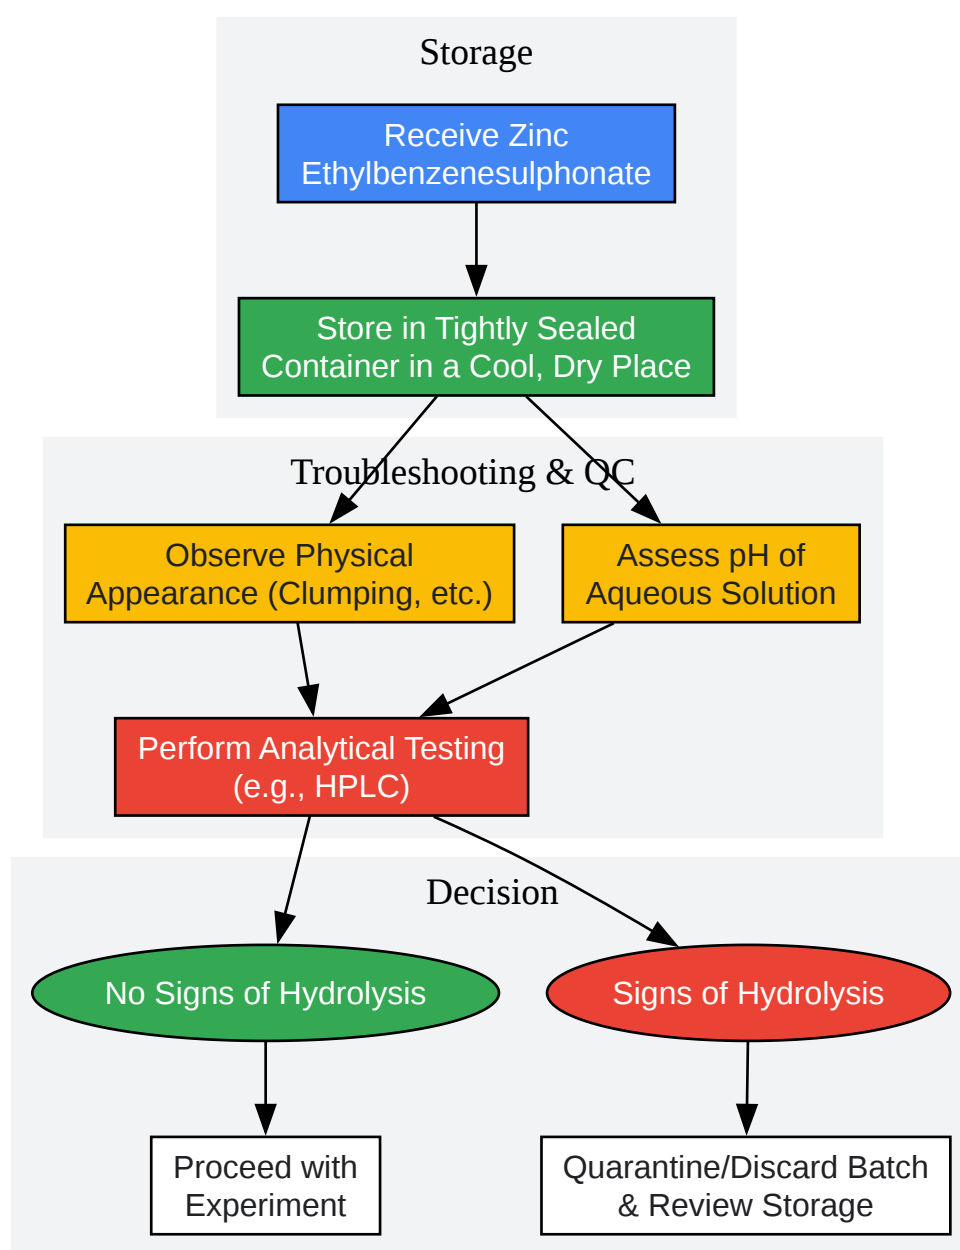 Storage
Receive Zinc
Ethylbenzenesulphonate
Store in Tightly Sealed
Container in a Cool, Dry Place
Troubleshooting & QC
Observe Physical
Appearance (Clumping, etc.)
Assess pH of
Aqueous Solution
Perform Analytical Testing
(e.g., HPLC)
Decision
No Signs of Hydrolysis
Signs of Hydrolysis
Proceed with
Experiment
Quarantine/Discard Batch
& Review Storage